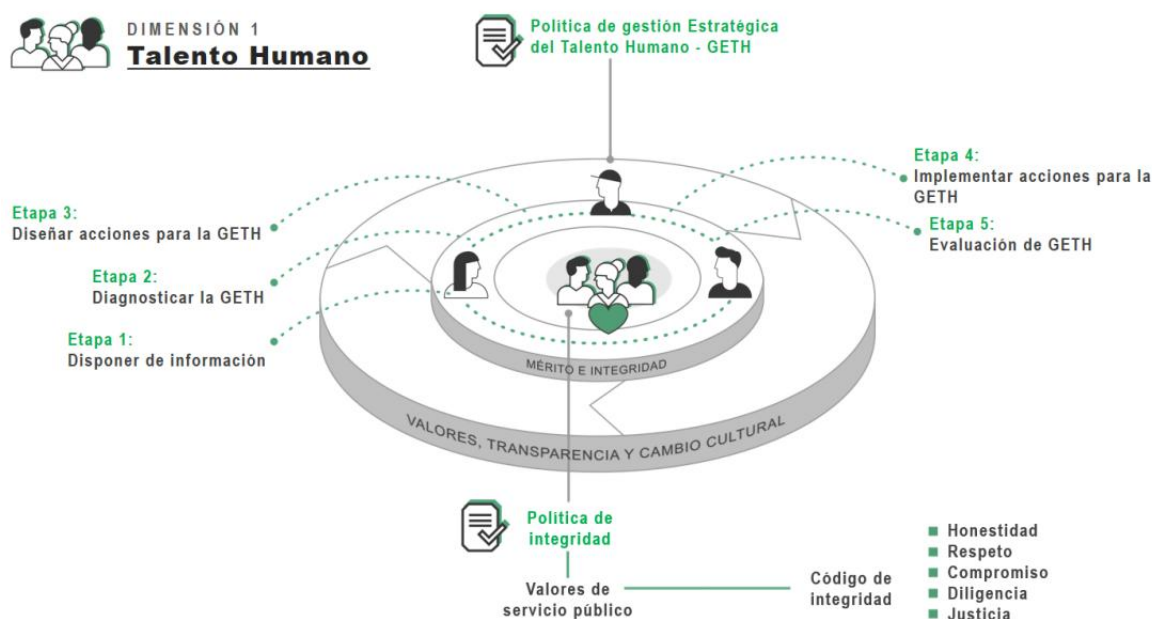 DIMENSIÓN 1
Talento Humano
Política de gestión Estratégica
del Talento Humano - GETH
Etapa 4:
Implementar acciones para la
GETH
Etapa 3:
Diseñar acciones para la GETH
Etapa 5:
Evaluación de GETH
Etapa 2:
Diagnosticar la GETH
Etapa 1:
Disponer de información
MÉRITO E INTEGRIDAD
VALORES, TRANSPARENCIA Y CAMBIO CULTURAL
Política de
integridad
Valores de
servicio público
Código de
integridad
Honestidad
Respeto
Compromiso
Diligencia
Justicia